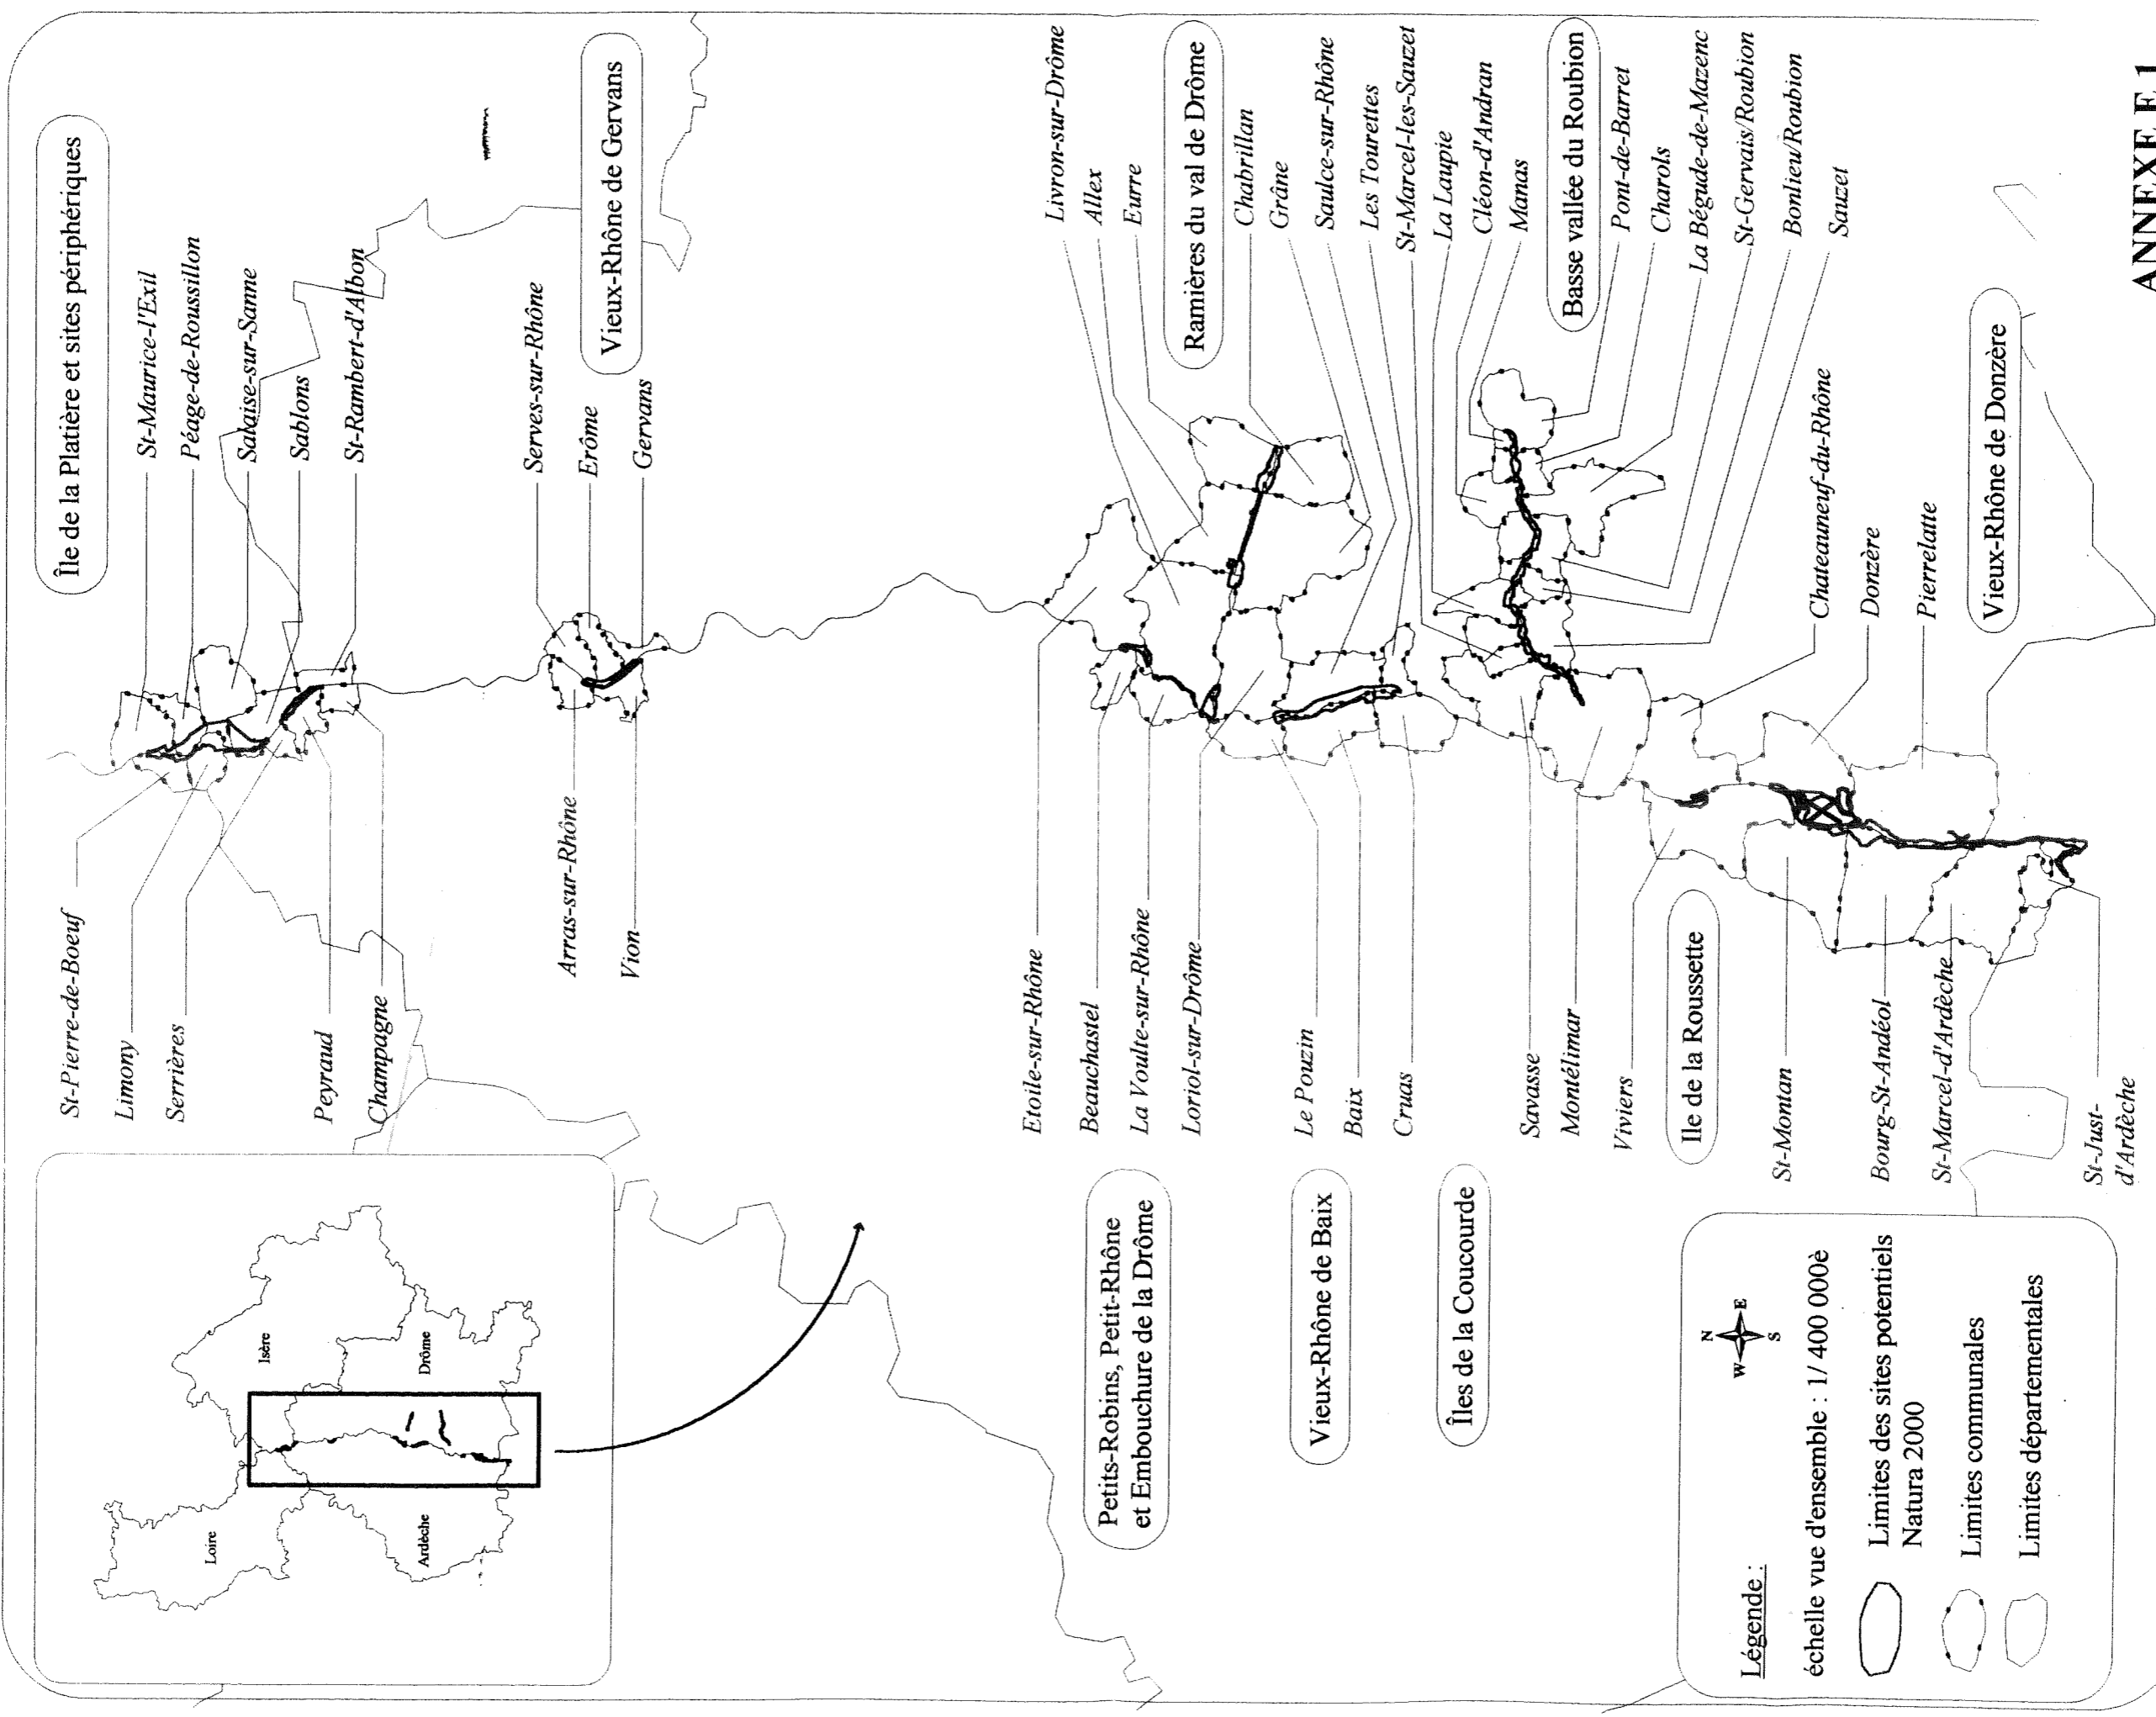 Île de la Platière et sites périphériques
St-Maurice-l'Exil
Péage-de-Roussillon
Salaise-sur-Sanne
Sablons
St-Rambert-d'Albon
Serves-sur-Rhône
Erôme
Gervans
Vieux-Rhône de Gervans
Livron-sur-Drôme
Allex
Eurre
Ramières du val de Drôme
Chabrillan
Grâne
Saulce-sur-Rhône
Les Tourettes
St-Marcel-les-Sauzet
La Laupie
Cléon-d'Andran
Manas
Basse vallée du Roubion
Pont-de-Barret
Charols
La Bégude-de-Mazenc
St-Gervais/Roubion
Bonlieu/Roubion
Sauzet
Chateauneuf-du-Rhône
Donzère
Pierrelatte
Vieux-Rhône de Donzère
ANNEXE 1
St-Pierre-de-Boeuf
Limony
Serrières
Peyraud
Champagne
Arras-sur-Rhône
Vion
Etoile-sur-Rhône
Beauchastel
La Voulte-sur-Rhône
Loriol-sur-Drôme
Le Pouzin
Baix
Cruas
Savasse
Montélimar
Viviers
Ile de la Roussette
St-Montan
Bourg-St-Andéol
St-Marcel-d'Ardèche
St-Just-
d'Ardèche
Petits-Robins, Petit-Rhône
et Embouchure de la Drôme
Vieux-Rhône de Baix
Îles de la Coucourde
Loire
Isère
Ardèche
Drôme
Légende :
N
W
E
S
échelle vue d'ensemble : 1/ 400 000è
Limites des sites potentiels
Natura 2000
Limites communales
Limites départementales